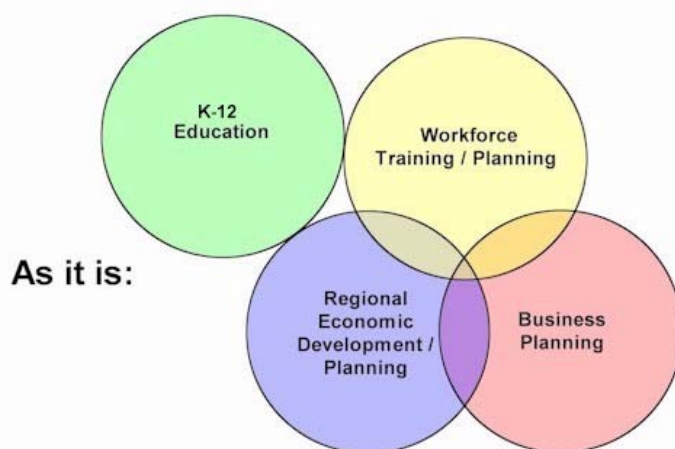 K-12
Education
Workforce
Training / Planning
As it is:
Regional
Economic
Development /
Planning
Business
Planning